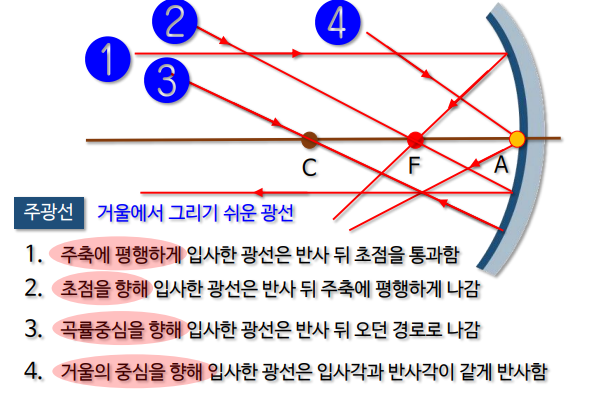 1
2
3
4
C
F
A
주광선 거울에서 그리기 쉬운 광선
1. 주축에 평행하게 입사한 광선은 반사 뒤 초점을 통과함
2. 초점을 향해 입사한 광선은 반사 뒤 주축에 평행하게 나감
3. 곡률중심을 향해 입사한 광선은 반사 뒤 오던 경로로 나감
4. 거울의 중심을 향해 입사한 광선은 입사각과 반사각이 같게 반사함